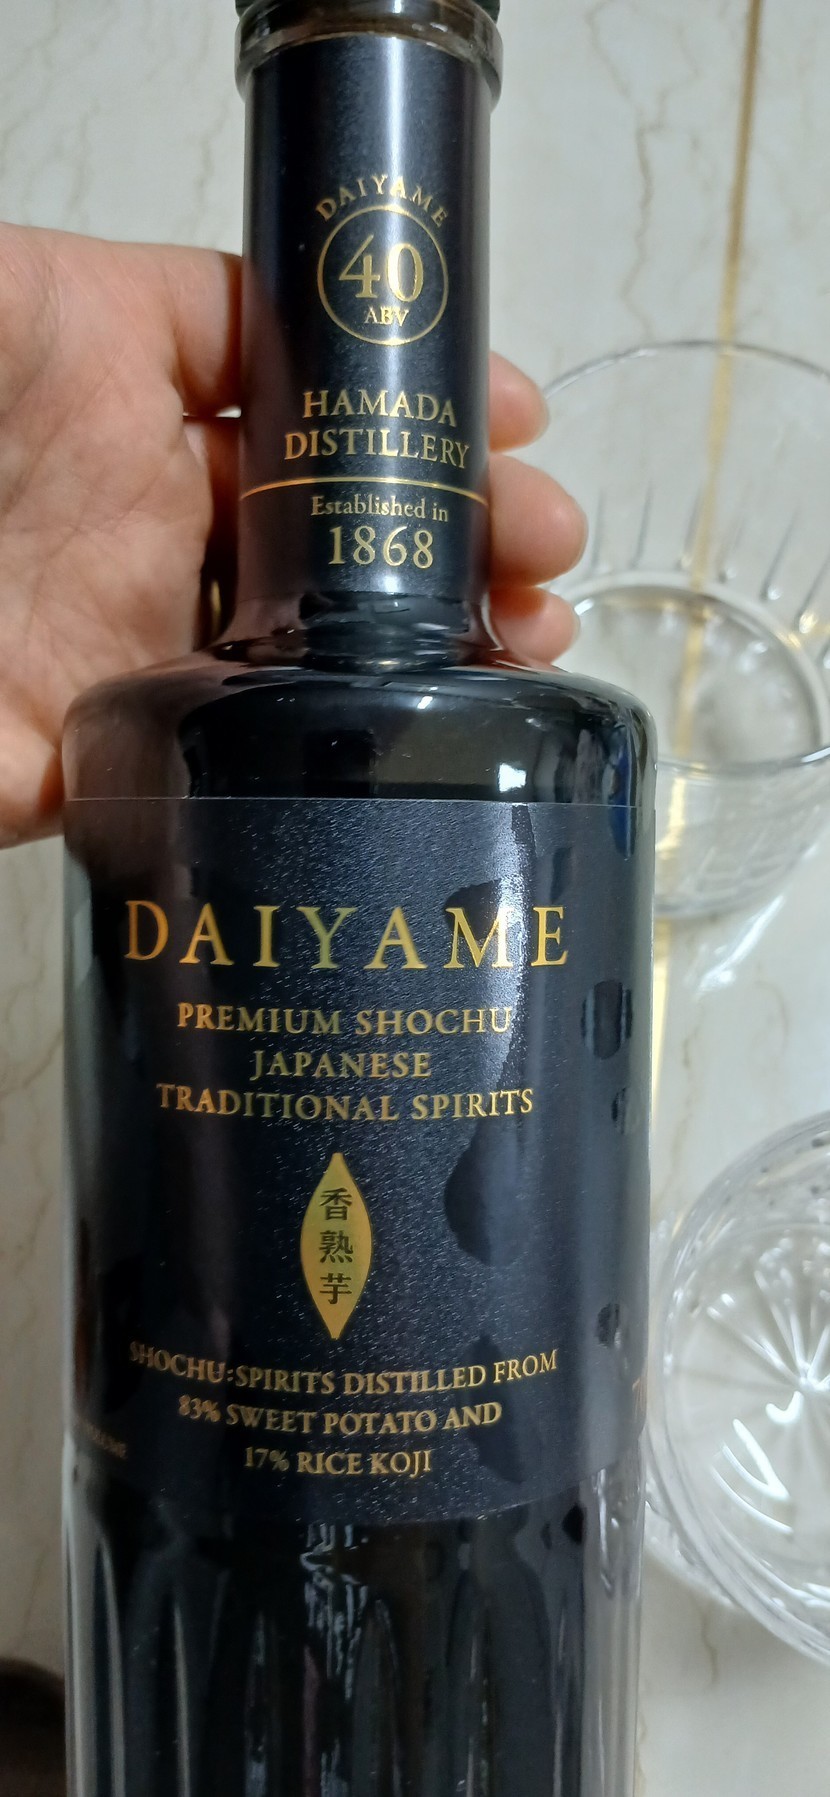 DAIYAME
40
ABV
HAMADA
DISTILLERY
Established in
1868
DAIYAME
PREMIUM SHOCHU
JAPANESE
TRADITIONAL SPIRITS
香
熟
芋
SHOCHU:SPIRITS DISTILLED FROM
83% SWEET POTATO AND
17% RICE KOJI